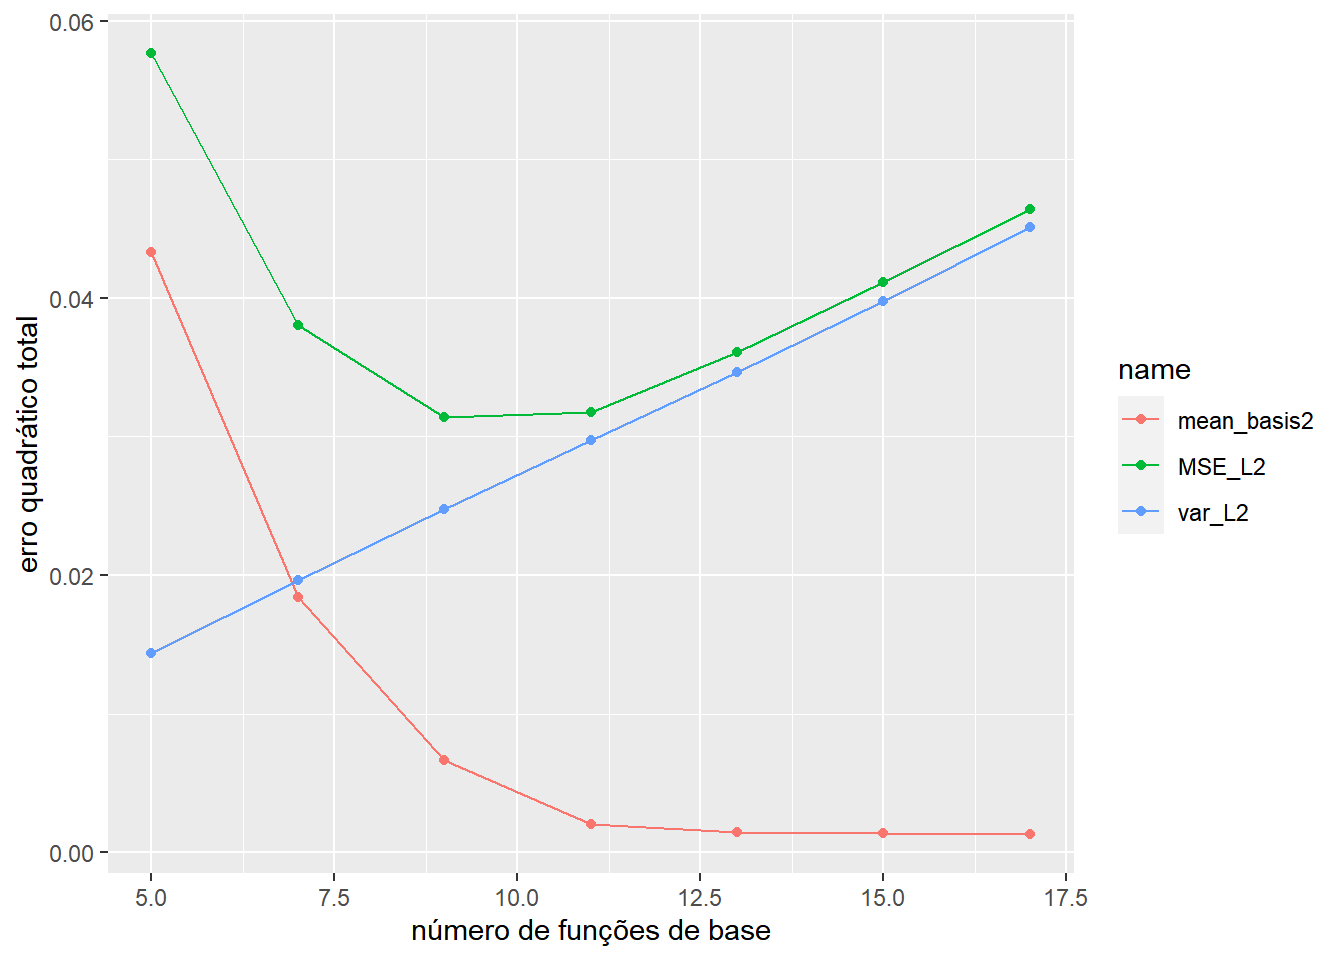 erro quadrático total
0.06
0.04
0.02
0.00
5.0 7.5 10.0 12.5 15.0 17.5
número de funções de base
name
mean_basis2
MSE_L2
var_L2